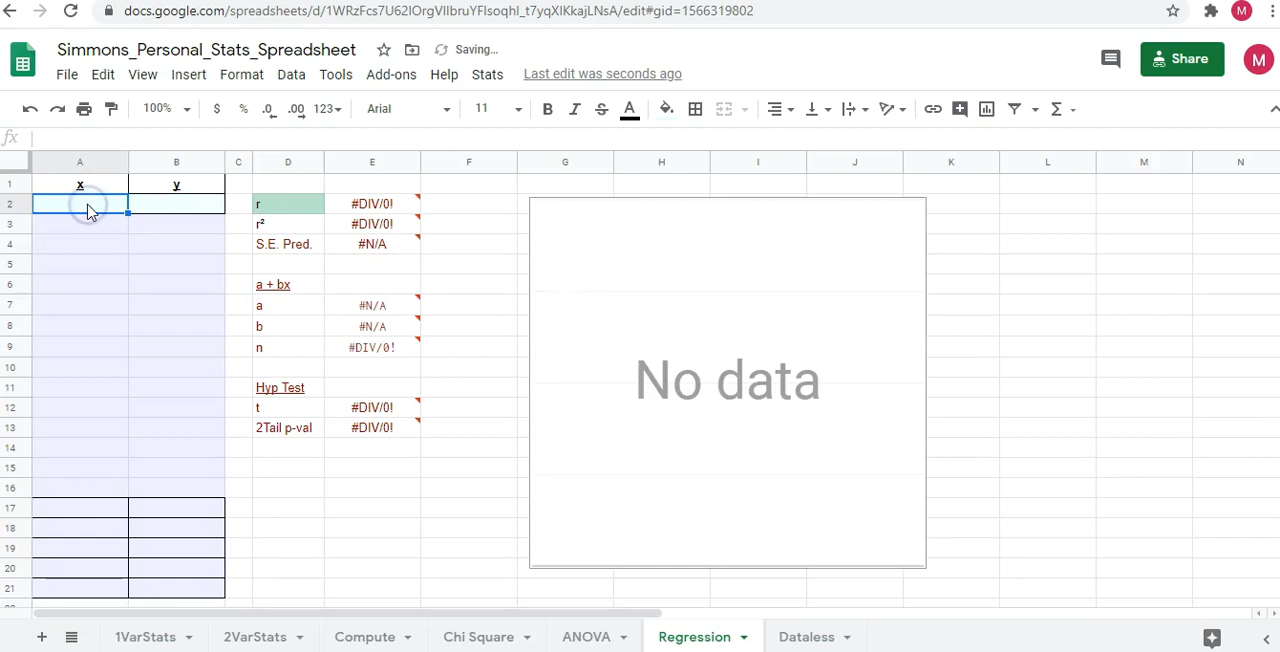 docs.google.com/spreadsheets/d/1WRzFcs7U62IOrgVIlbruYFlsoqhl_t7yqXIKkajLNsA/edit#gid=1566319802
M
Simmons_Personal_Stats_Spreadsheet Saving...
File Edit View Insert Format Data Tools Add-ons Help Stats Last edit was seconds ago
Share
M
100% $ % .0 .00 123 Arial 11 B I S A Σ
fx
A B C D E F G H I J K L M N
1 x y
2 r #DIV/0!
3 r² #DIV/0!
4 S.E. Pred. #N/A
5
6 a + bx
7 a #N/A
8 b #N/A
9 n #DIV/0!
10
11 Hyp Test
12 t #DIV/0!
13 2Tail p-val #DIV/0!
14
15
16
17
18
19
20
21
No data
+ 1VarStats 2VarStats Compute Chi Square ANOVA Regression Dataless